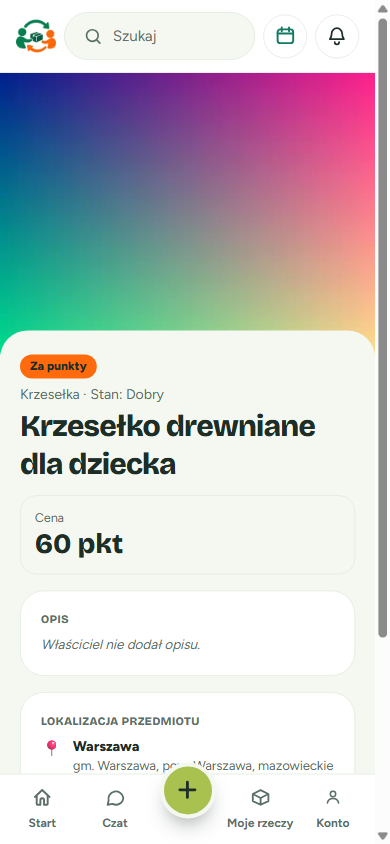 Szukaj
Za punkty
Krzesełka · Stan: Dobry
Krzesełko drewniane
dla dziecka
Cena
60 pkt
OPIS
Właściciel nie dodał opisu.
LOKALIZACJA PRZEDMIOTU
Warszawa
gm. Warszawa, Warszawa, mazowieckie
Start
Czat
Moje rzeczy
Konto